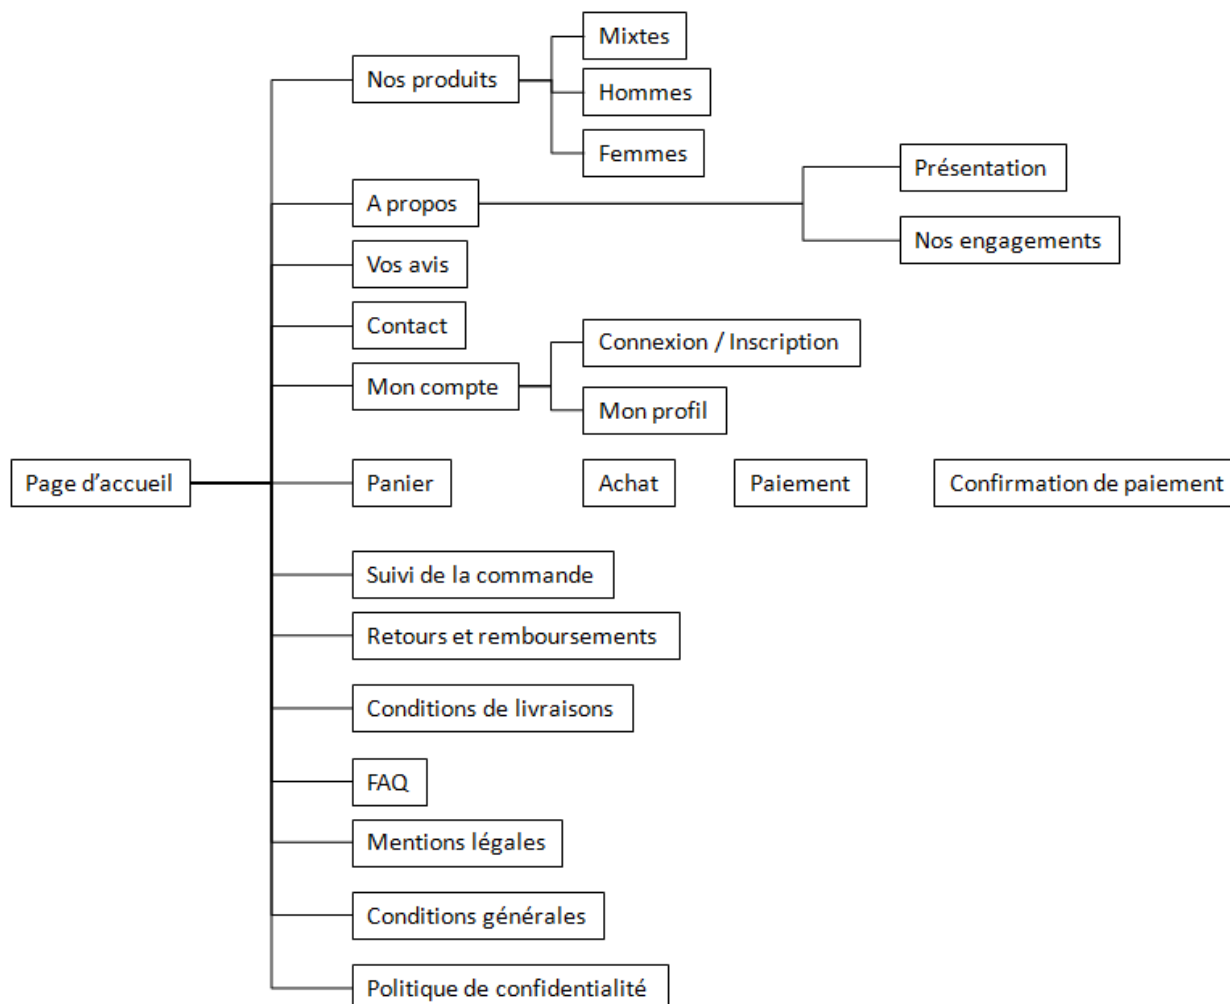 Mixtes
Nos produits
Hommes
Femmes
Présentation
A propos
Nos engagements
Vos avis
Contact
Connexion / Inscription
Mon compte
Mon profil
Page d’accueil
Panier
Achat
Paiement
Confirmation de paiement
Suivi de la commande
Retours et remboursements
Conditions de livraisons
FAQ
Mentions légales
Conditions générales
Politique de confidentialité